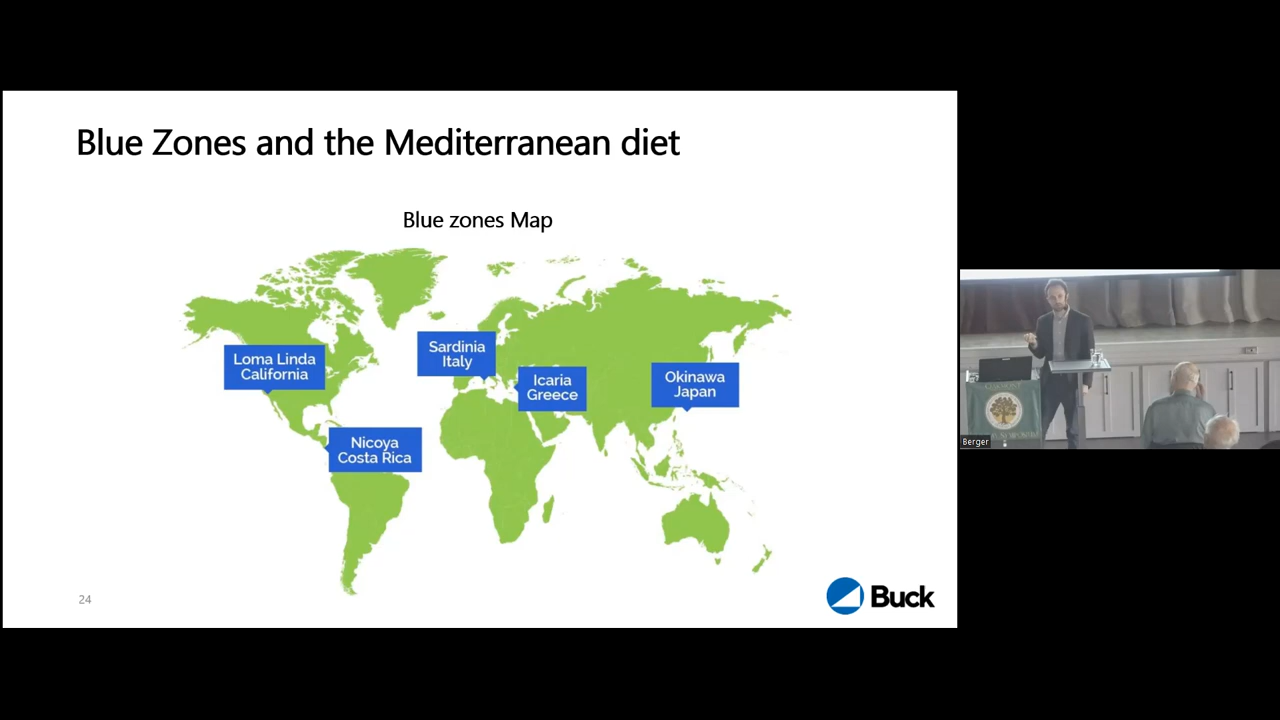 Blue Zones and the Mediterranean diet
Blue zones Map
Loma Linda
California
Sardinia
Italy
Icaria
Greece
Okinawa
Japan
Nicoya
Costa Rica
24
Buck
Berger